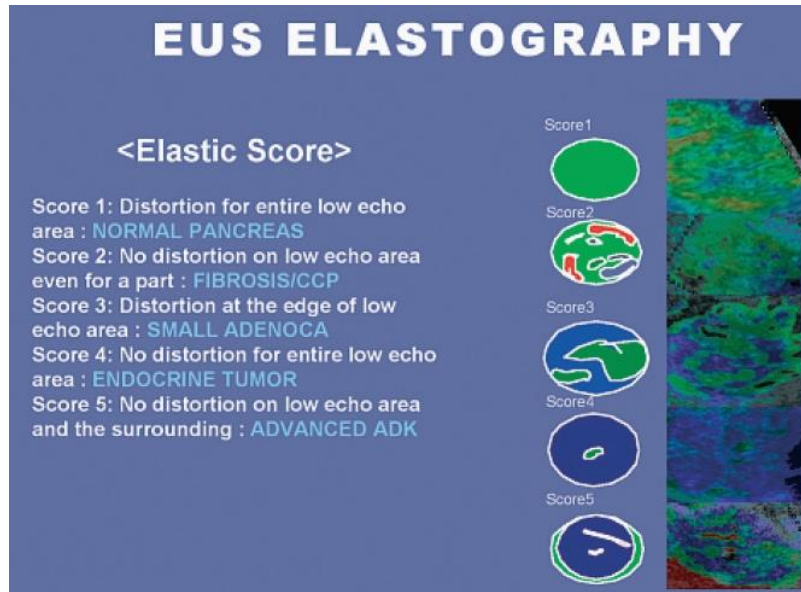 EUS ELASTOGRAPHY
<Elastic Score>
Score 1: Distortion for entire low echo
area : NORMAL PANCREAS
Score 2: No distortion on low echo area
even for a part : FIBROSIS/CCP
Score 3: Distortion at the edge of low
echo area : SMALL ADENOCA
Score 4: No distortion for entire low echo
area : ENDOCRINE TUMOR
Score 5: No distortion on low echo area
and the surrounding : ADVANCED ADK
Score1
Score2
Score3
Score4
Score5